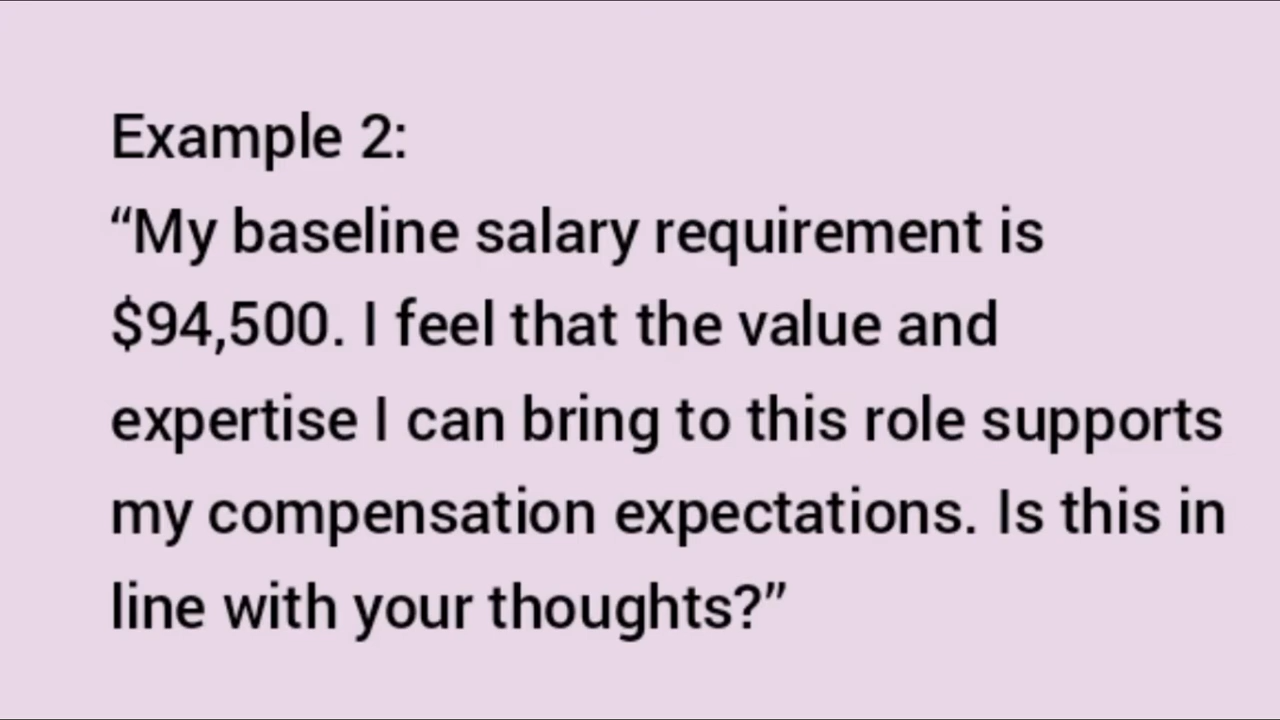 Example 2:
“My baseline salary requirement is
$94,500. I feel that the value and
expertise I can bring to this role supports
my compensation expectations. Is this in
line with your thoughts?”